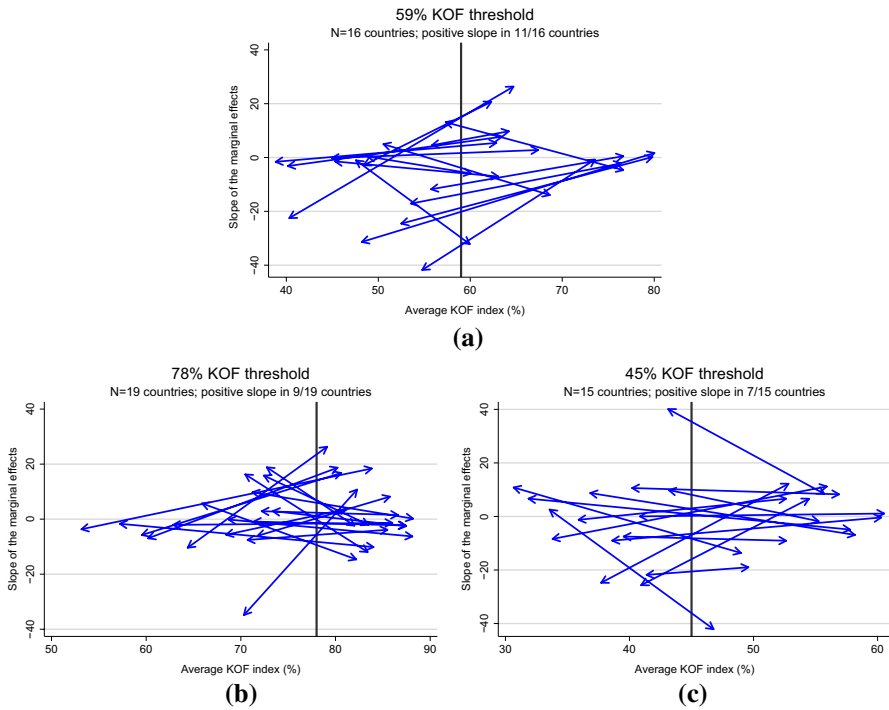 59% KOF threshold
N=16 countries; positive slope in 11/16 countries
40
20
0
−20
−40
Slope of the marginal effects
40
50
60
70
80
Average KOF index (%)
(a)
78% KOF threshold
N=19 countries; positive slope in 9/19 countries
40
20
0
−20
−40
Slope of the marginal effects
50
60
70
80
90
Average KOF index (%)
(b)
45% KOF threshold
N=15 countries; positive slope in 7/15 countries
40
20
0
−20
−40
Slope of the marginal effects
30
40
50
60
Average KOF index (%)
(c)